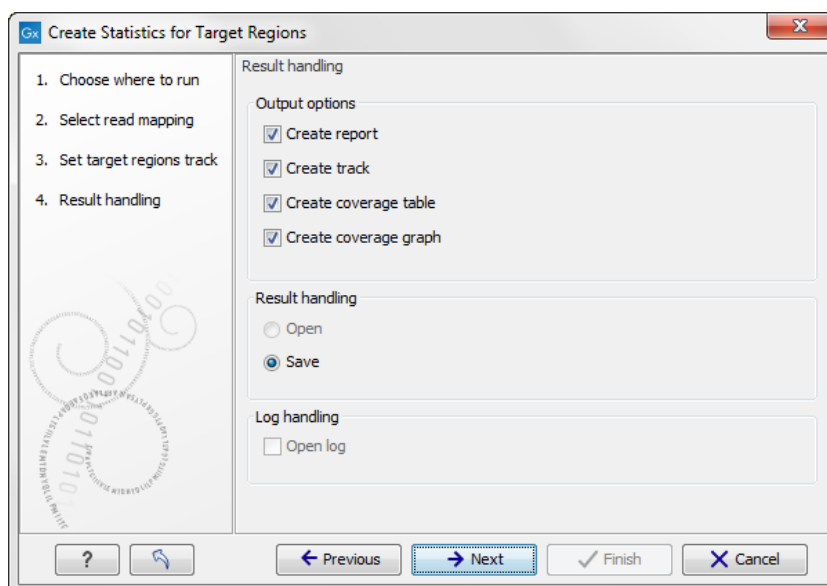 Gx Create Statistics for Target Regions
1. Choose where to run
2. Select read mapping
3. Set target regions track
4. Result handling
Result handling
Output options
Create report
Create track
Create coverage table
Create coverage graph
Result handling
Open
Save
Log handling
Open log
? Previous Next Finish Cancel